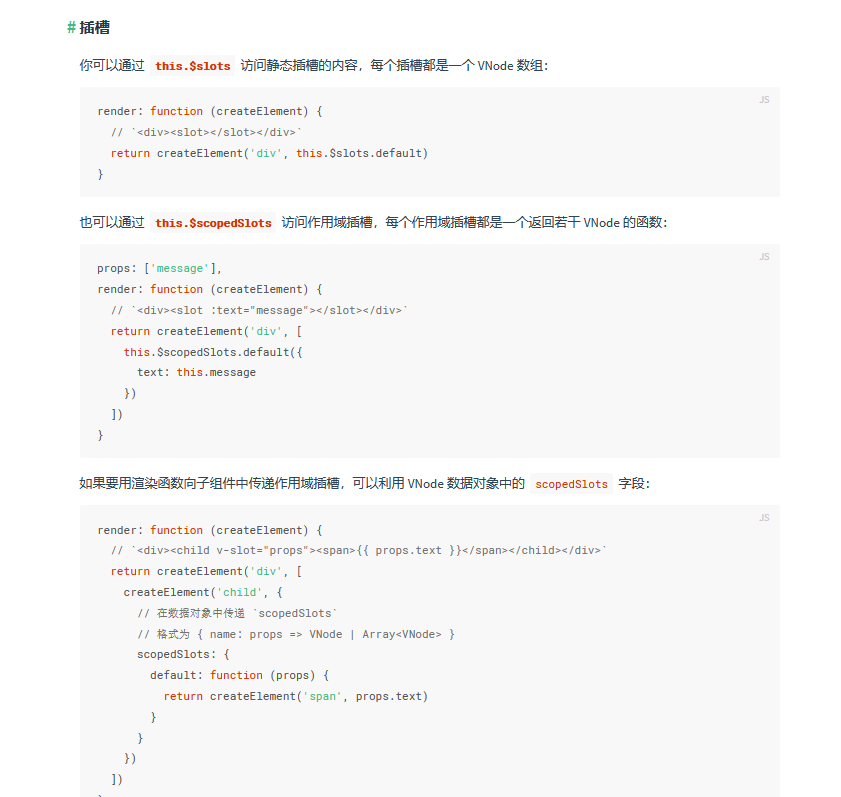 # 插槽
你可以通过 this.$slots 访问静态插槽的内容，每个插槽都是一个 VNode 数组：
JS
render: function (createElement) {
  // `<div><slot></slot></div>`
  return createElement('div', this.$slots.default)
}
也可以通过 this.$scopedSlots 访问作用域插槽，每个作用域插槽都是一个返回若干 VNode 的函数：
JS
props: ['message'],
render: function (createElement) {
  // `<div><slot :text="message"></slot></div>`
  return createElement('div', [
    this.$scopedSlots.default({
      text: this.message
    })
  ])
}
如果要用渲染函数向子组件中传递作用域插槽，可以利用 VNode 数据对象中的 scopedSlots 字段：
JS
render: function (createElement) {
  // `<div><child v-slot="props"><span>{{ props.text }}</span></child></div>`
  return createElement('div', [
    createElement('child', {
      // 在数据对象中传递 `scopedSlots`
      // 格式为 { name: props => VNode | Array<VNode> }
      scopedSlots: {
        default: function (props) {
          return createElement('span', props.text)
        }
      }
    })
  ])